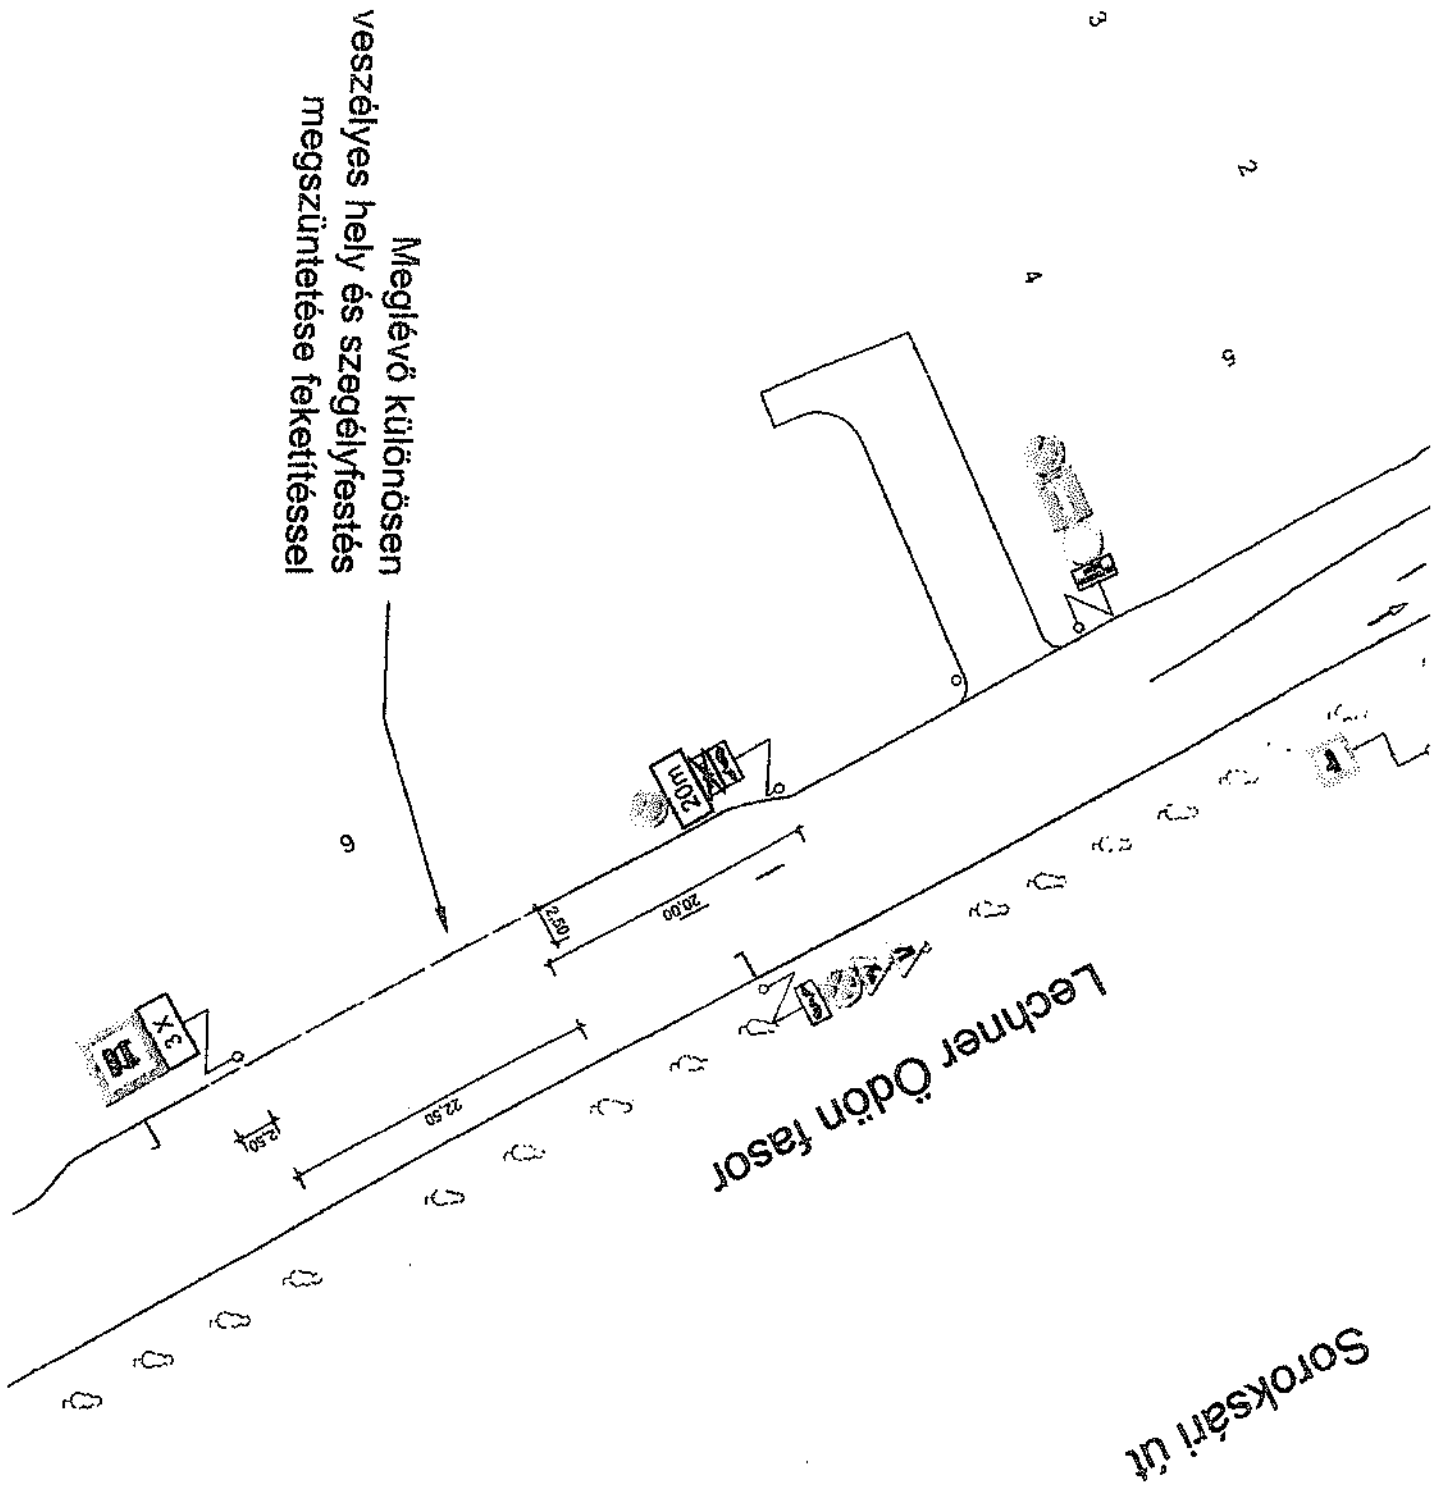 Meglévő különösen
veszélyes hely és szegélyfestés
megszüntetése feketítéssel
3
2
4
5
6
20m
20,00
2,50
3 X
2,50
22,50
Lechner Ödön fasor
Soroksári út